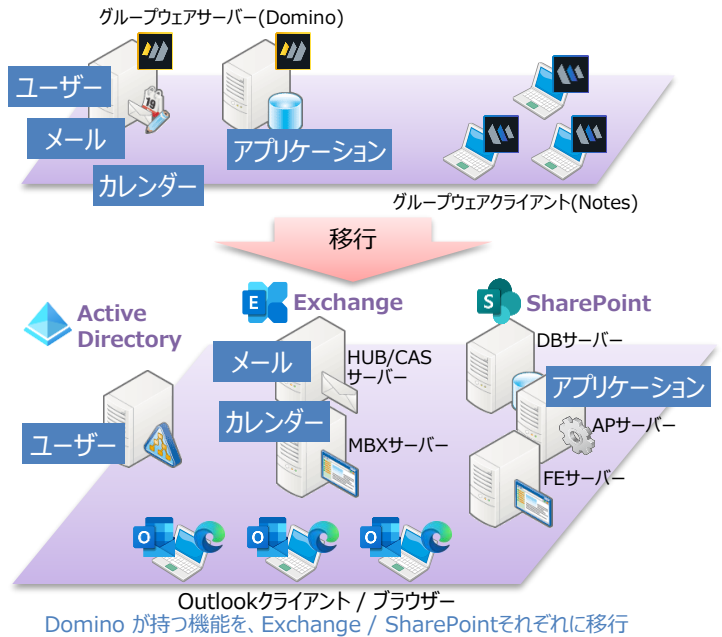 グループウェアサーバー(Domino)
ユーザー
19
メール
カレンダー
アプリケーション
グループウェアクライアント(Notes)
移行
Active
Directory
E
Exchange
S
SharePoint
メール
HUB/CAS
サーバー
カレンダー
MBXサーバー
ユーザー
DBサーバー
アプリケーション
APサーバー
FEサーバー
O
O
O
Outlookクライアント / ブラウザー
Domino が持つ機能を、Exchange / SharePointそれぞれに移行